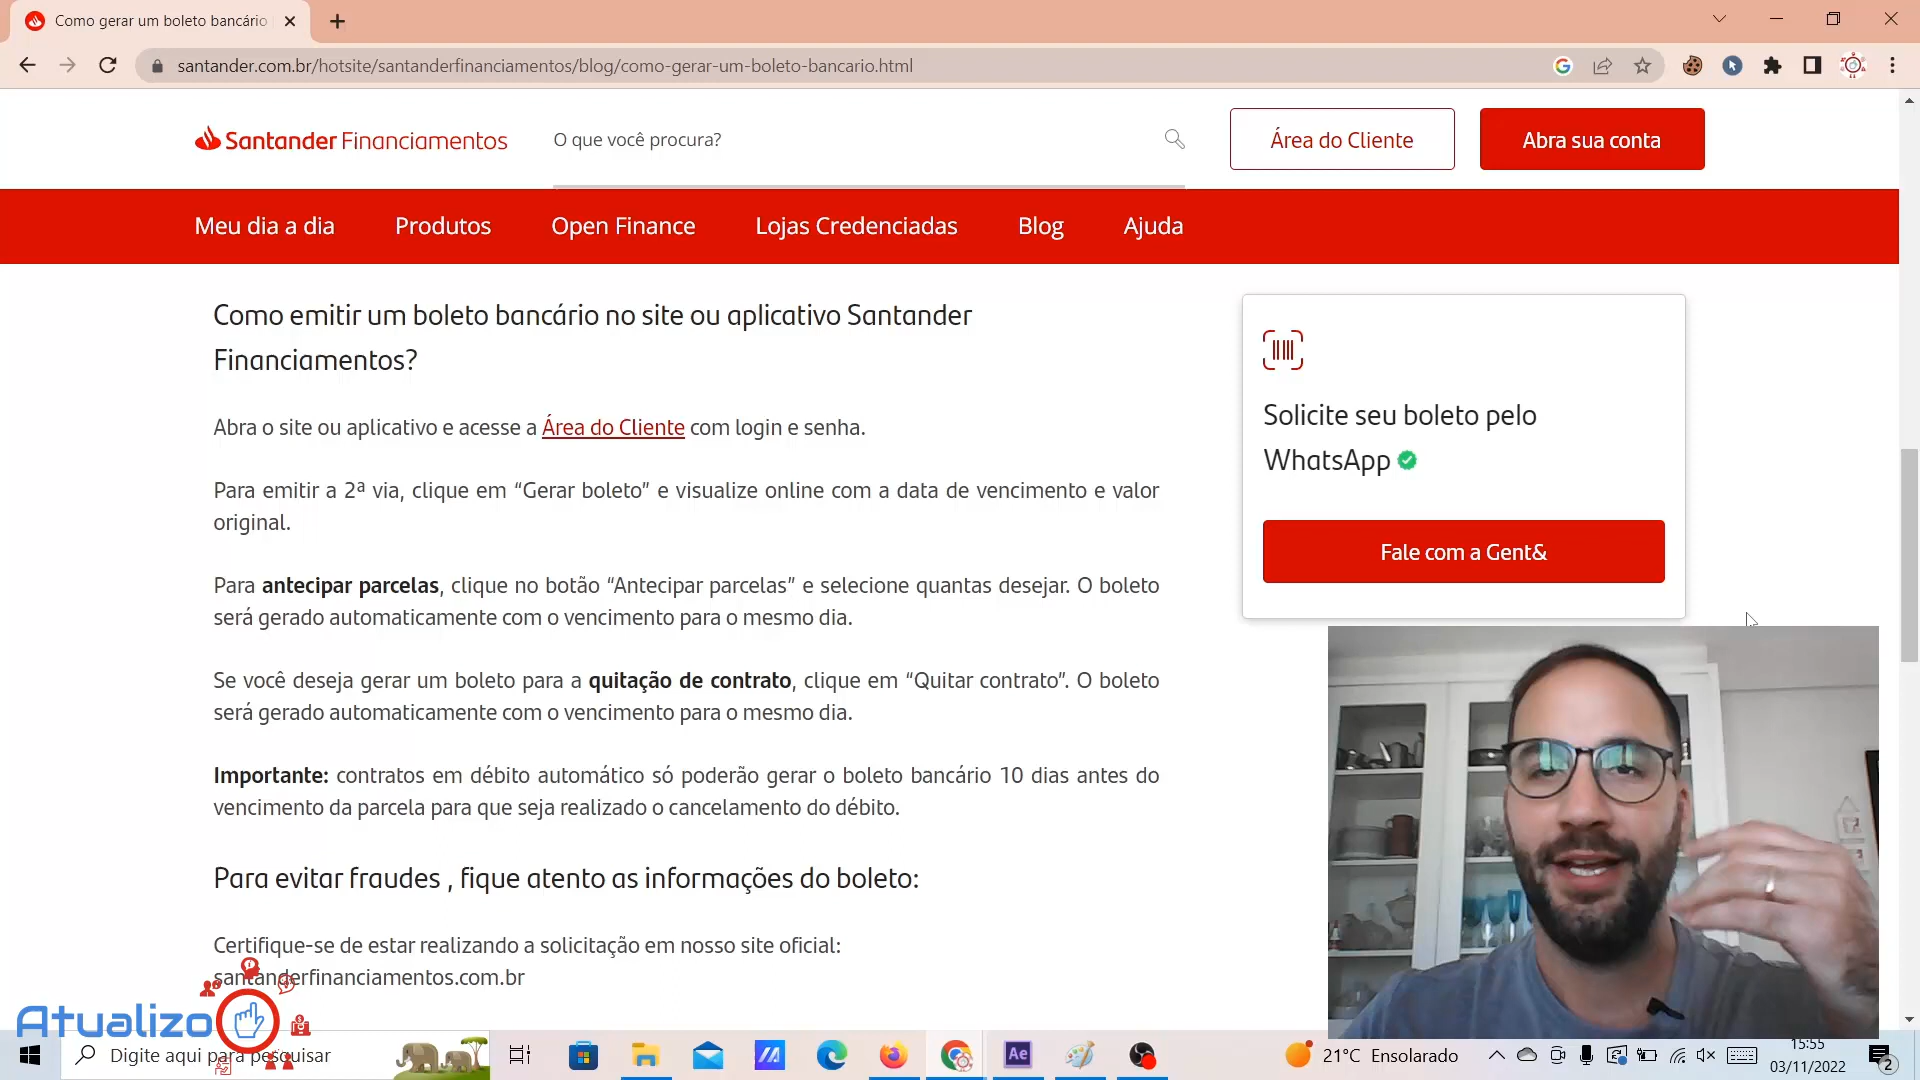 Como gerar um boleto bancário
santander.com.br/hotsite/santanderfinanciamentos/blog/como-gerar-um-boleto-bancario.html
Santander Financiamentos
O que você procura?
Área do Cliente
Abra sua conta
Meu dia a dia
Produtos
Open Finance
Lojas Credenciadas
Blog
Ajuda
Como emitir um boleto bancário no site ou aplicativo Santander
Financiamentos?
Abra o site ou aplicativo e acesse a Área do Cliente com login e senha.
Para emitir a 2ª via, clique em “Gerar boleto” e visualize online com a data de vencimento e valor
original.
Para antecipar parcelas, clique no botão “Antecipar parcelas” e selecione quantas desejar. O boleto
será gerado automaticamente com o vencimento para o mesmo dia.
Se você deseja gerar um boleto para a quitação de contrato, clique em “Quitar contrato”. O boleto
será gerado automaticamente com o vencimento para o mesmo dia.
Importante: contratos em débito automático só poderão gerar o boleto bancário 10 dias antes do
vencimento da parcela para que seja realizado o cancelamento do débito.
Para evitar fraudes , fique atento as informações do boleto:
Certifique-se de estar realizando a solicitação em nosso site oficial:
santanderfinanciamentos.com.br
Solicite seu boleto pelo
WhatsApp
Fale com a Gent&
Atualizo
Digite aqui para pesquisar
Ae
21°C Ensolarado
15:55
03/11/2022
2